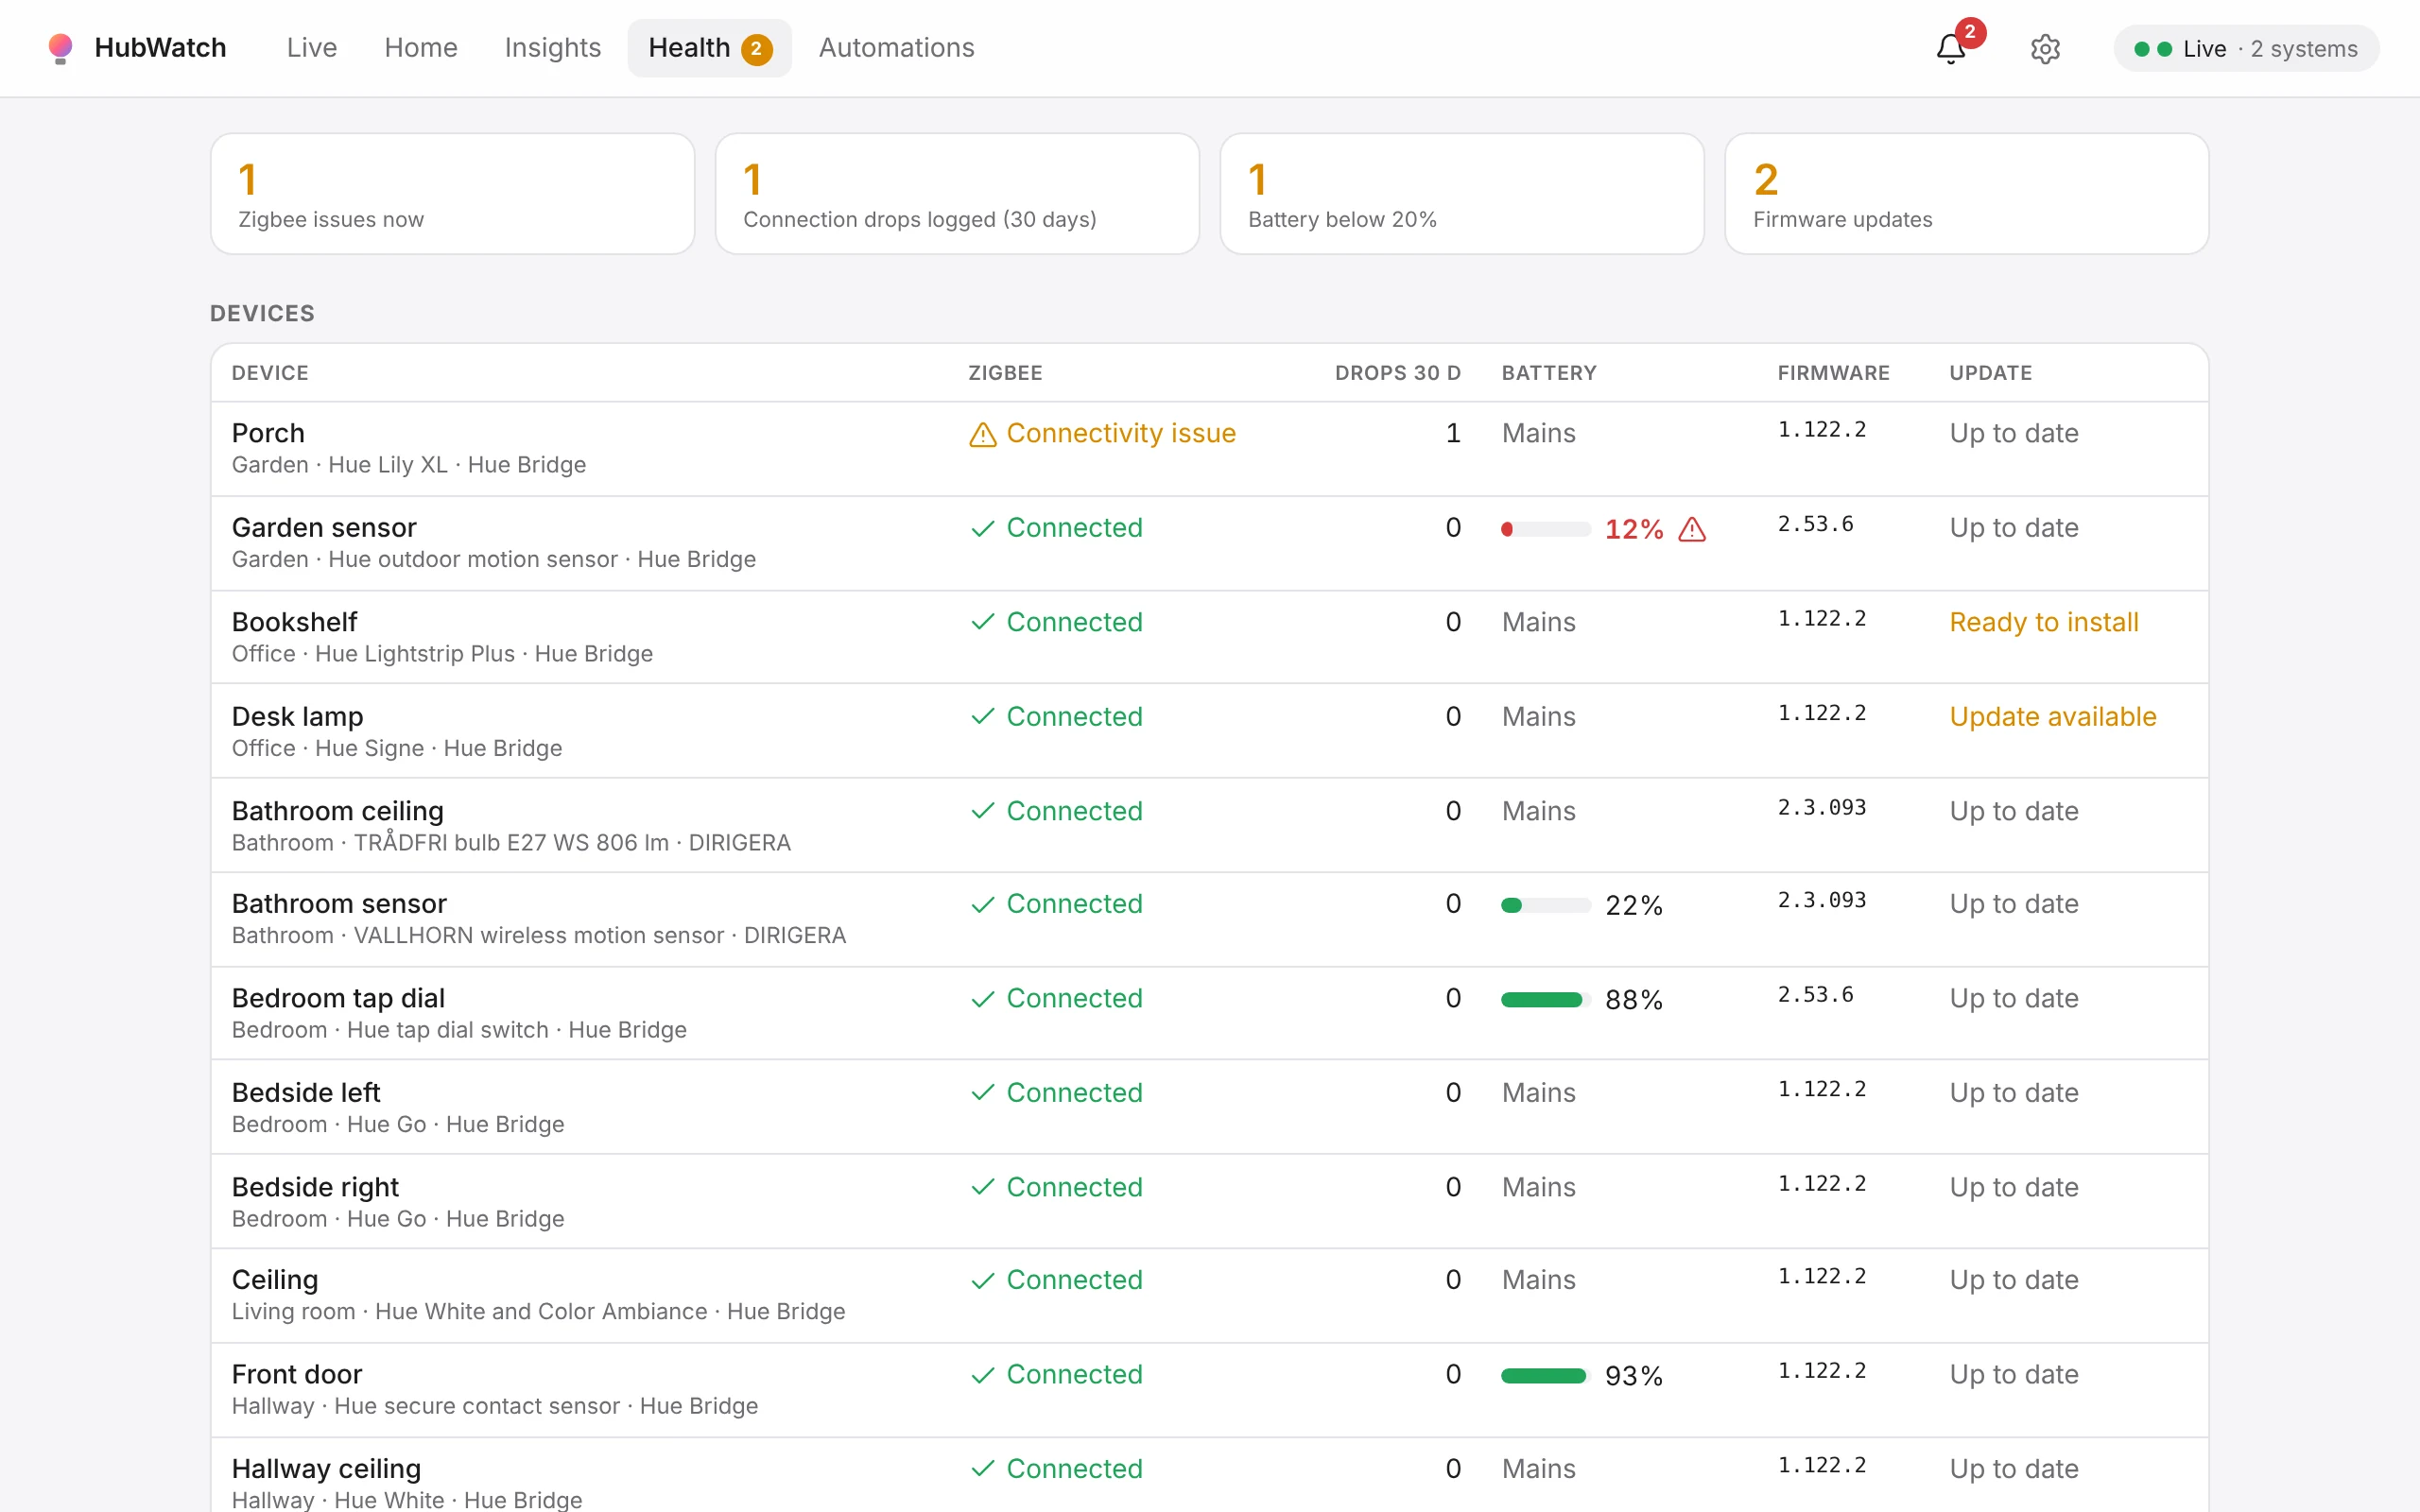 HubWatch Live Home Insights Health 2 Automations 2 Live · 2 systems
1 1 1 2
Zigbee issues now Connection drops logged (30 days) Battery below 20% Firmware updates
DEVICES
DEVICE ZIGBEE DROPS 30 D BATTERY FIRMWARE UPDATE
Porch Connectivity issue 1 Mains 1.122.2 Up to date
Garden · Hue Lily XL · Hue Bridge
Garden sensor Connected 0 12% 2.53.6 Up to date
Garden · Hue outdoor motion sensor · Hue Bridge
Bookshelf Connected 0 Mains 1.122.2 Ready to install
Office · Hue Lightstrip Plus · Hue Bridge
Desk lamp Connected 0 Mains 1.122.2 Update available
Office · Hue Signe · Hue Bridge
Bathroom ceiling Connected 0 Mains 2.3.093 Up to date
Bathroom · TRÅDFRI bulb E27 WS 806 lm · DIRIGERA
Bathroom sensor Connected 0 22% 2.3.093 Up to date
Bathroom · VALLHORN wireless motion sensor · DIRIGERA
Bedroom tap dial Connected 0 88% 2.53.6 Up to date
Bedroom · Hue tap dial switch · Hue Bridge
Bedside left Connected 0 Mains 1.122.2 Up to date
Bedroom · Hue Go · Hue Bridge
Bedside right Connected 0 Mains 1.122.2 Up to date
Bedroom · Hue Go · Hue Bridge
Ceiling Connected 0 Mains 1.122.2 Up to date
Living room · Hue White and Color Ambiance · Hue Bridge
Front door Connected 0 93% 1.122.2 Up to date
Hallway · Hue secure contact sensor · Hue Bridge
Hallway ceiling Connected 0 Mains 1.122.2 Up to date
Hallway · Hue White · Hue Bridge